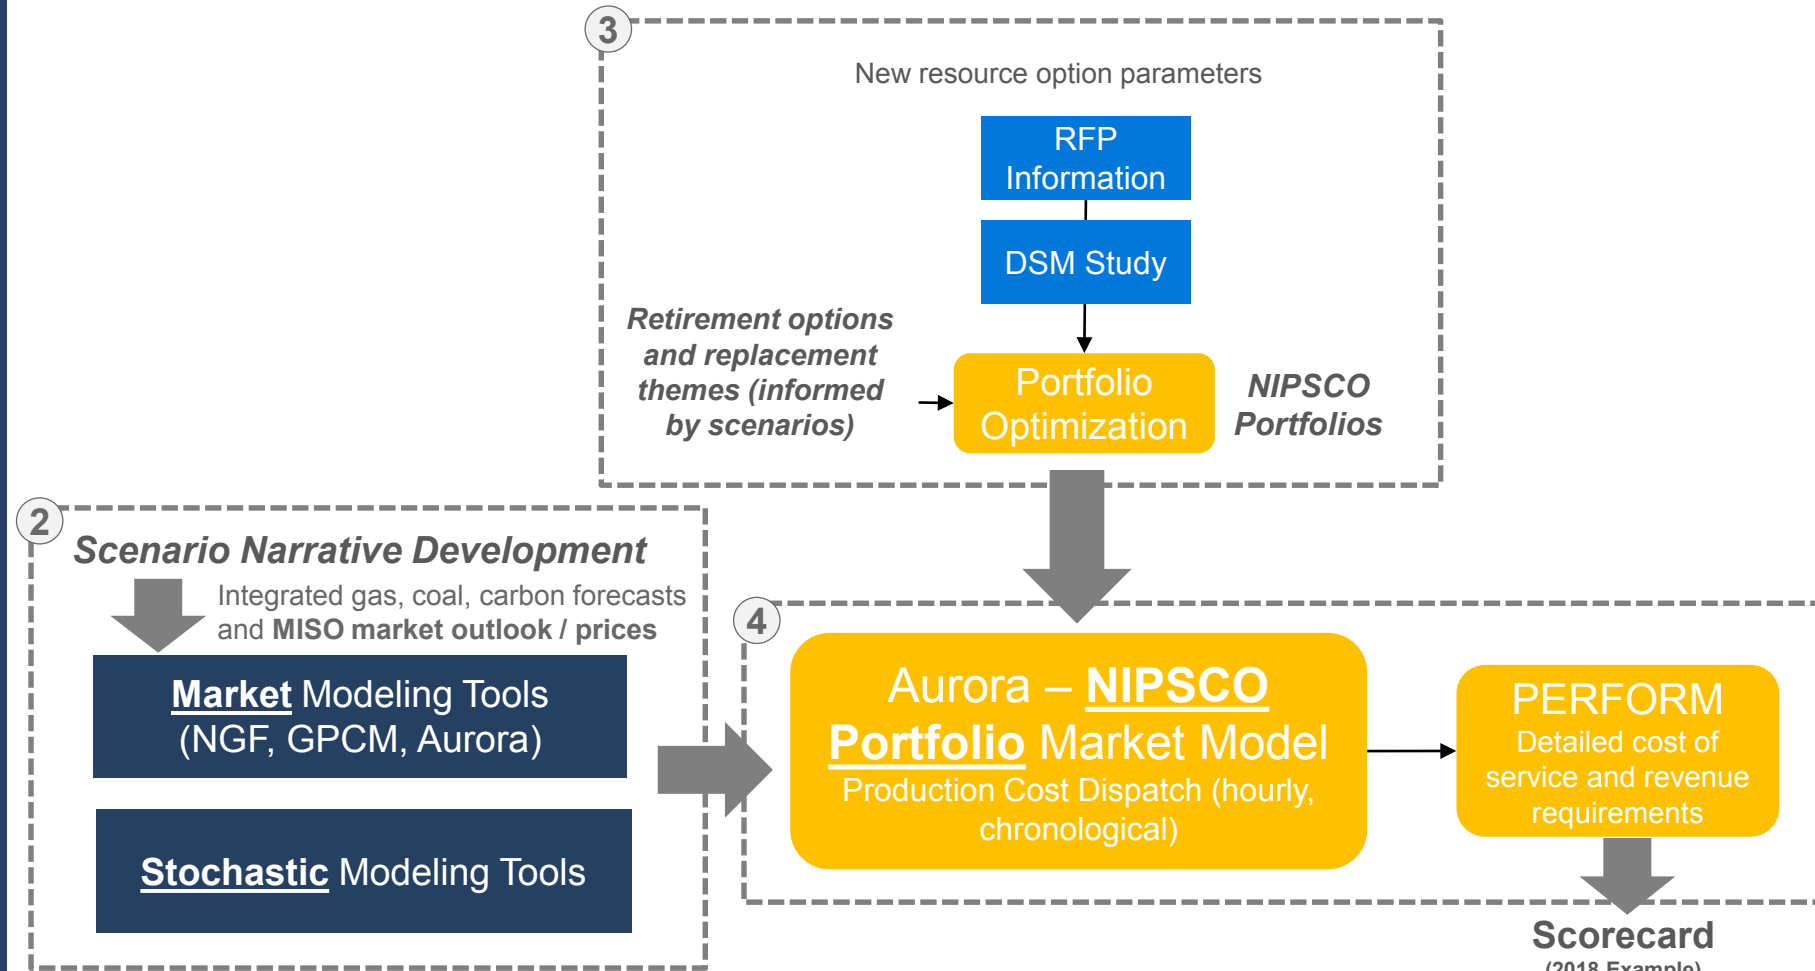 3
New resource option parameters
RFP
Information
DSM Study
Retirement options
and replacement
themes (informed
by scenarios)
Portfolio
Optimization
NIPSCO
Portfolios
2
Scenario Narrative Development
Integrated gas, coal, carbon forecasts
and MISO market outlook / prices
Market Modeling Tools
(NGF, GPCM, Aurora)
Stochastic Modeling Tools
4
Aurora – NIPSCO
Portfolio Market Model
Production Cost Dispatch (hourly,
chronological)
PERFORM
Detailed cost of
service and revenue
requirements
Scorecard
(2018 Example)